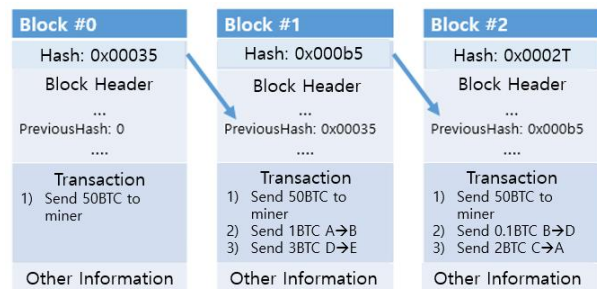 Block #0
Hash: 0x00035
Block Header
...
PreviousHash: 0
....
Transaction
1) Send 50BTC to
miner
Other Information
Block #1
Hash: 0x000b5
Block Header
...
PreviousHash: 0x00035
....
Transaction
1) Send 50BTC to
miner
2) Send 1BTC A→B
3) Send 3BTC D→E
Other Information
Block #2
Hash: 0x0002T
Block Header
...
PreviousHash: 0x000b5
....
Transaction
1) Send 50BTC to
miner
2) Send 0.1BTC B→D
3) Send 2BTC C→A
Other Information